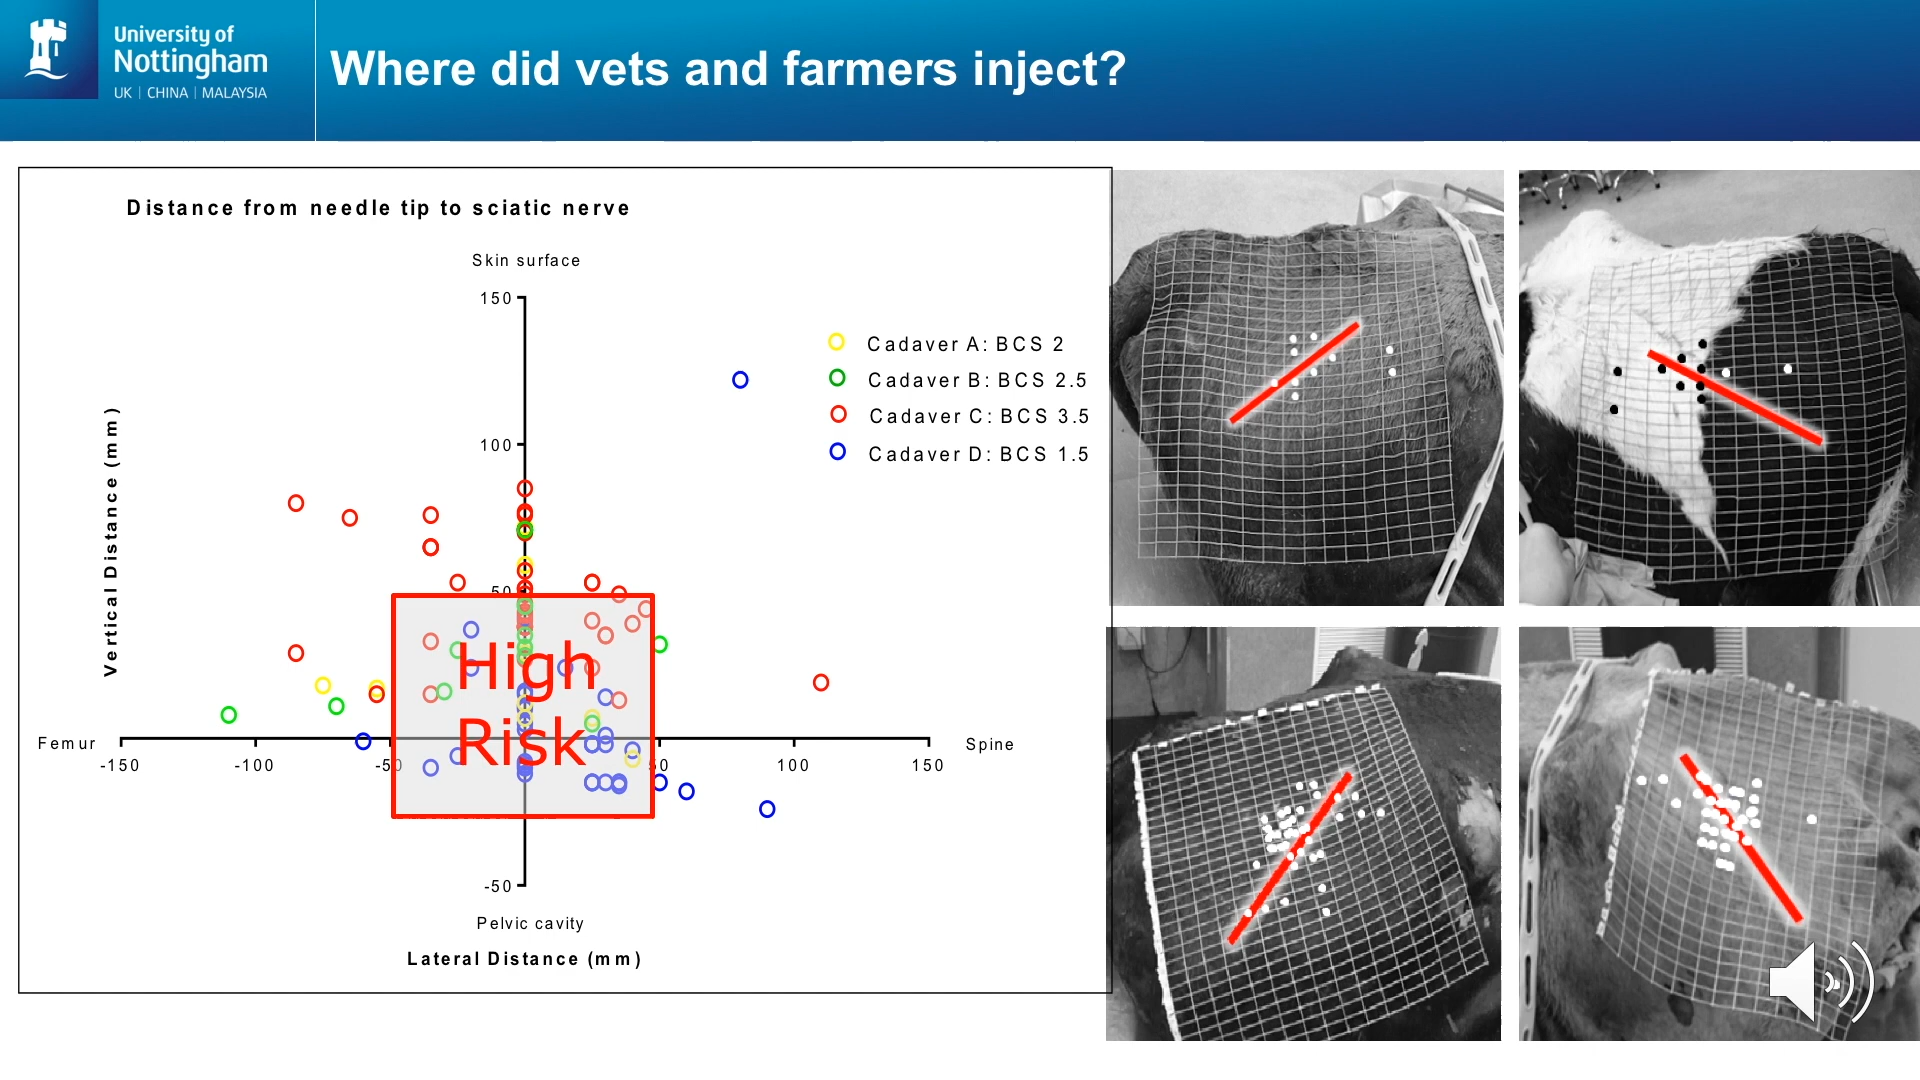 University of
Nottingham
UK | CHINA | MALAYSIA
Where did vets and farmers inject?
Distance from needle tip to sciatic nerve
Skin surface
150
100
50
-50
Vertical Distance (mm)
Cadaver A: BCS 2
Cadaver B: BCS 2.5
Cadaver C: BCS 3.5
Cadaver D: BCS 1.5
High
Risk
Femur
Spine
-150
-100
-50
50
100
150
Pelvic cavity
Lateral Distance (mm)